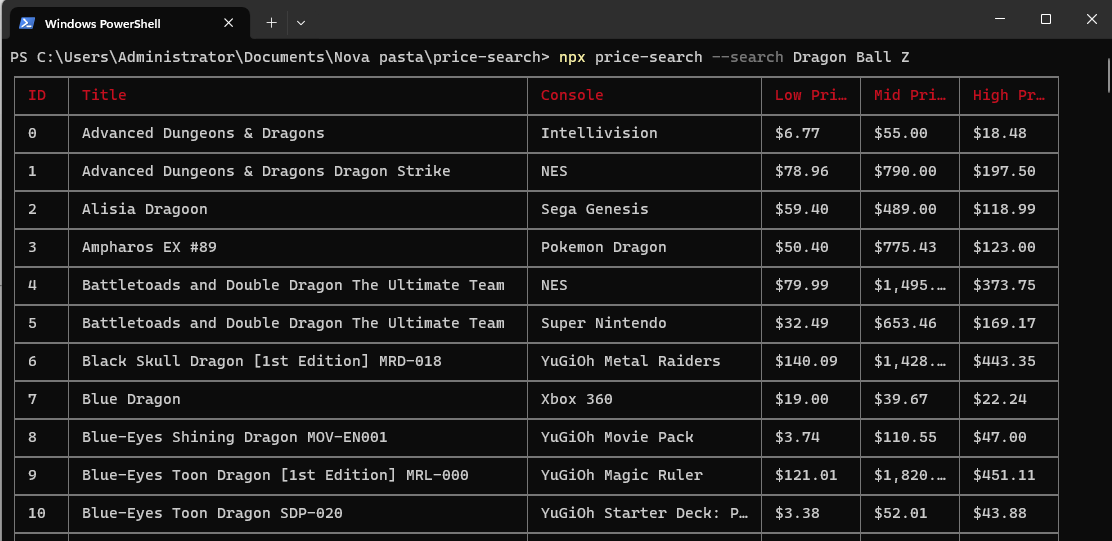 Windows PowerShell
PS C:\Users\Administrator\Documents\Nova pasta\price-search> npx price-search --search Dragon Ball Z
ID Title Console Low Pri… Mid Pri… High Pr…
0 Advanced Dungeons & Dragons Intellivision $6.77 $55.00 $18.48
1 Advanced Dungeons & Dragons Dragon Strike NES $78.96 $790.00 $197.50
2 Alisia Dragoon Sega Genesis $59.40 $489.00 $118.99
3 Ampharos EX #89 Pokemon Dragon $50.40 $775.43 $123.00
4 Battletoads and Double Dragon The Ultimate Team NES $79.99 $1,495.… $373.75
5 Battletoads and Double Dragon The Ultimate Team Super Nintendo $32.49 $653.46 $169.17
6 Black Skull Dragon [1st Edition] MRD-018 YuGiOh Metal Raiders $140.09 $1,428.… $443.35
7 Blue Dragon Xbox 360 $19.00 $39.67 $22.24
8 Blue-Eyes Shining Dragon MOV-EN001 YuGiOh Movie Pack $3.74 $110.55 $47.00
9 Blue-Eyes Toon Dragon [1st Edition] MRL-000 YuGiOh Magic Ruler $121.01 $1,820.… $451.11
10 Blue-Eyes Toon Dragon SDP-020 YuGiOh Starter Deck: P… $3.38 $52.01 $43.88